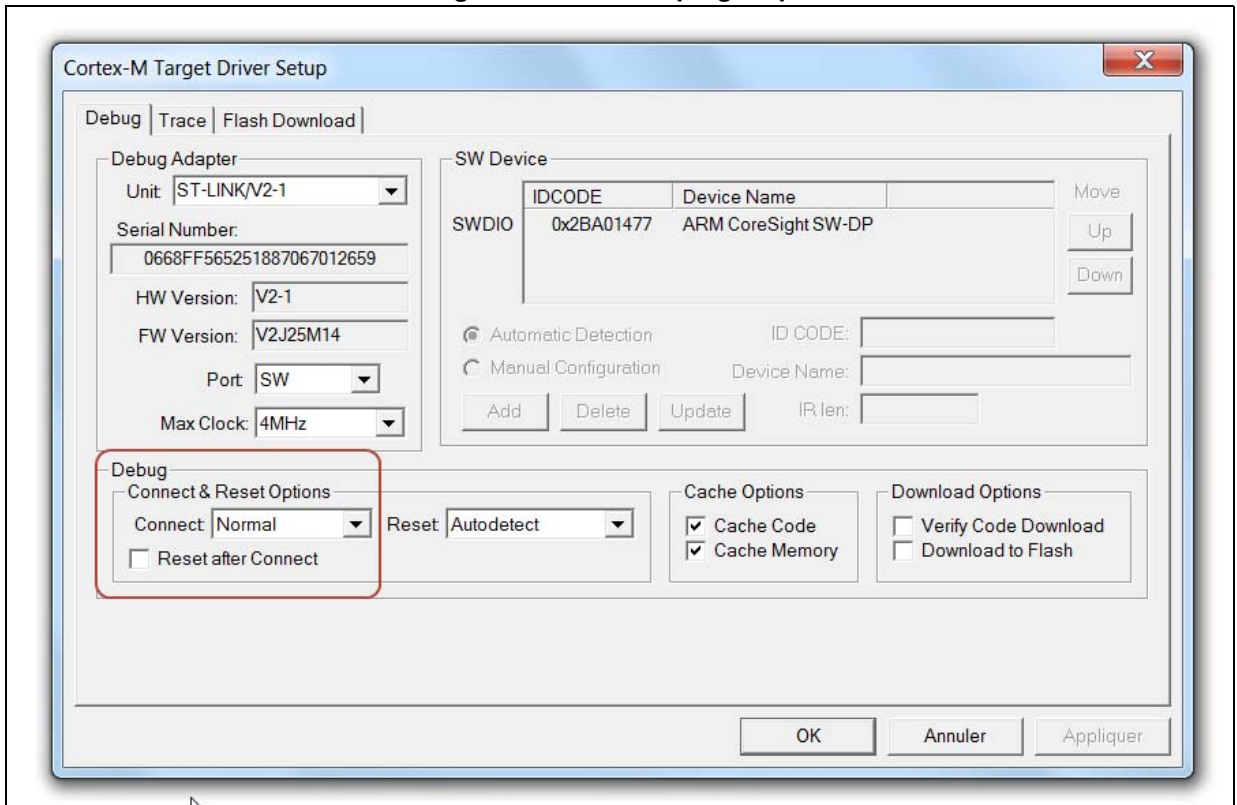 Cortex-M Target Driver Setup
X
Debug Trace Flash Download
Debug Adapter
Unit: ST-LINK/V2-1
Serial Number:
0668FF565251887067012659
HW Version: V2-1
FW Version: V2J25M14
Port: SW
Max Clock: 4MHz
SW Device
IDCODE Device Name Move
SWDIO 0x2BA01477 ARM CoreSight SW-DP
Up
Down
Automatic Detection ID CODE:
Manual Configuration Device Name:
Add Delete Update IR len:
Debug
Connect & Reset Options
Connect: Normal Reset: Autodetect
Reset after Connect
Cache Options
Cache Code
Cache Memory
Download Options
Verify Code Download
Download to Flash
OK Annuler Appliquer